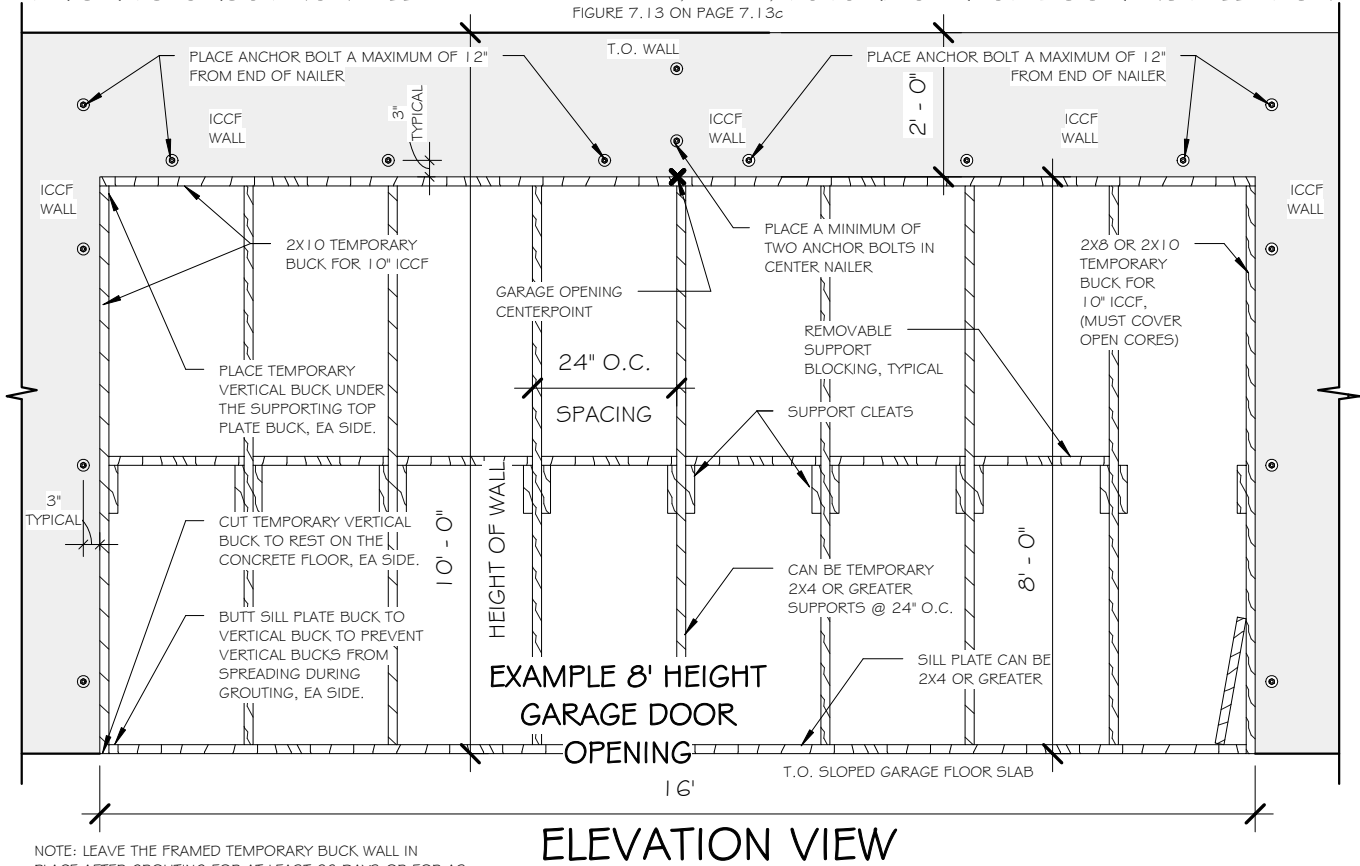 FIGURE 7.13 ON PAGE 7.13c
PLACE ANCHOR BOLT A MAXIMUM OF 12"
FROM END OF NAILER
T.O. WALL
PLACE ANCHOR BOLT A MAXIMUM OF 12"
FROM END OF NAILER
3"
TYPICAL
2' - 0"
ICCF
WALL
ICCF
WALL
ICCF
WALL
ICCF
WALL
ICCF
WALL
2X10 TEMPORARY
BUCK FOR 10" ICCF
PLACE A MINIMUM OF
TWO ANCHOR BOLTS IN
CENTER NAILER
2X8 OR 2X10
TEMPORARY
BUCK FOR
10" ICCF,
(MUST COVER
OPEN CORES)
GARAGE OPENING
CENTERPOINT
REMOVABLE
SUPPORT
BLOCKING, TYPICAL
PLACE TEMPORARY
VERTICAL BUCK UNDER
THE SUPPORTING TOP
PLATE BUCK, EA SIDE.
24" O.C.
SPACING
SUPPORT CLEATS
3"
TYPICAL
CUT TEMPORARY VERTICAL
BUCK TO REST ON THE
CONCRETE FLOOR, EA SIDE.
10' - 0"
HEIGHT OF WALL
8' - 0"
CAN BE TEMPORARY
2X4 OR GREATER
SUPPORTS @ 24" O.C.
BUTT SILL PLATE BUCK TO
VERTICAL BUCK TO PREVENT
VERTICAL BUCKS FROM
SPREADING DURING
GROUTING, EA SIDE.
SILL PLATE CAN BE
2X4 OR GREATER
EXAMPLE 8' HEIGHT
GARAGE DOOR
OPENING
T.O. SLOPED GARAGE FLOOR SLAB
16'
ELEVATION VIEW
NOTE: LEAVE THE FRAMED TEMPORARY BUCK WALL IN
PLACE AFTER GROUTING FOR AT LEAST